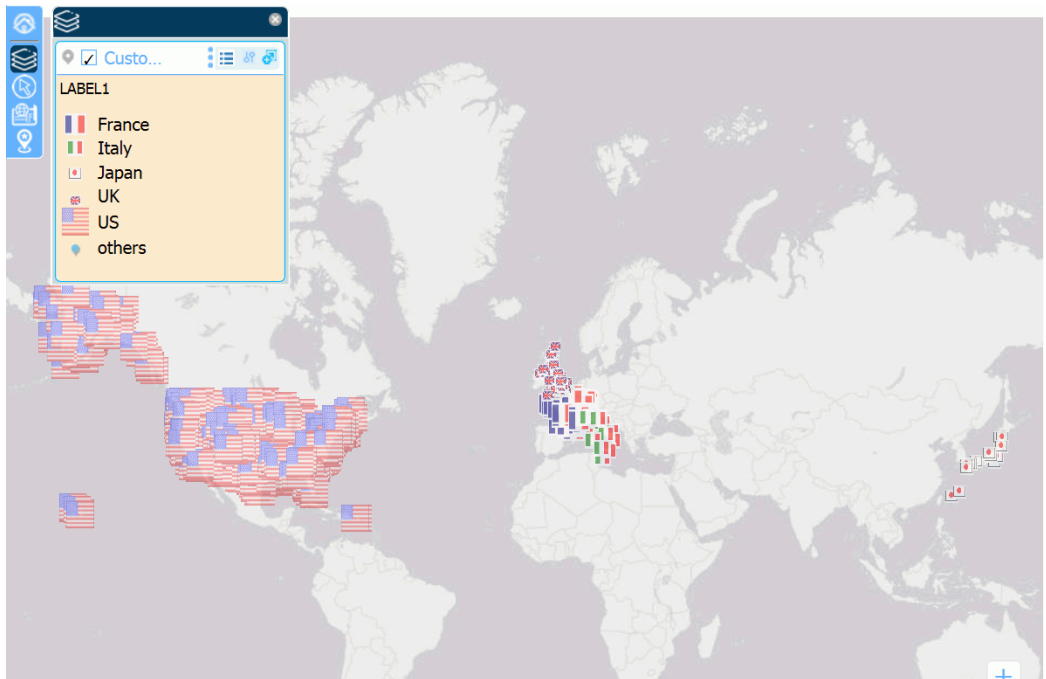 Custo...
LABEL1
France
Italy
Japan
UK
US
others